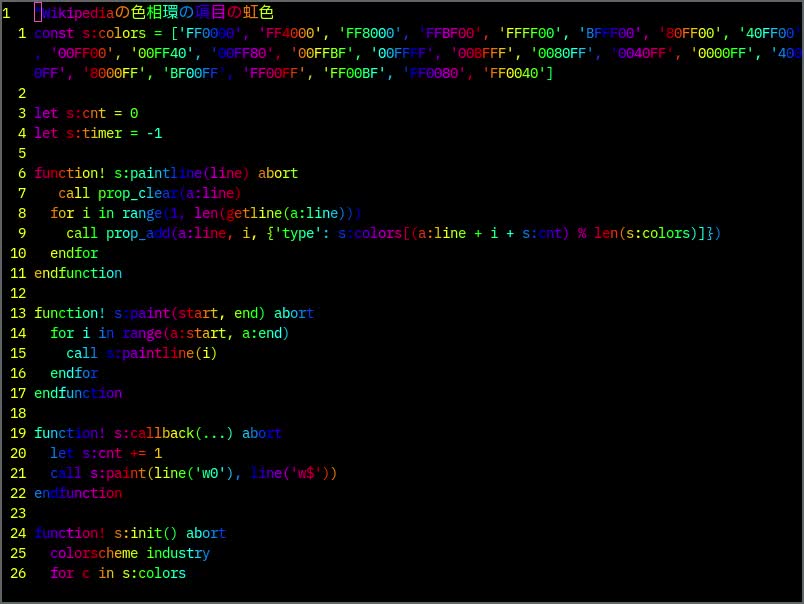 1 "wikipediaの色相環の項目の虹色
1 const s:colors = ['FF0000', 'FF4000', 'FF8000', 'FFBF00', 'FFFF00', 'BFFF00', '80FF00', '40FF00'
, '00FF00', '00FF40', '00FF80', '00FFBF', '00FFFF', '00BFFF', '0080FF', '0040FF', '0000FF', '400
0FF', '8000FF', 'BF00FF', 'FF00FF', 'FF00BF', 'FF0080', 'FF0040']
2
3 let s:cnt = 0
4 let s:timer = -1
5
6 function! s:paintline(line) abort
7    call prop_clear(a:line)
8   for i in range(1, len(getline(a:line)))
9     call prop_add(a:line, i, {'type': s:colors[(a:line + i + s:cnt) % len(s:colors)]})
10   endfor
11 endfunction
12
13 function! s:paint(start, end) abort
14   for i in range(a:start, a:end)
15     call s:paintline(i)
16   endfor
17 endfunction
18
19 function! s:callback(...) abort
20   let s:cnt += 1
21   call s:paint(line('w0'), line('w$'))
22 endfunction
23
24 function! s:init() abort
25   colorscheme industry
26   for c in s:colors